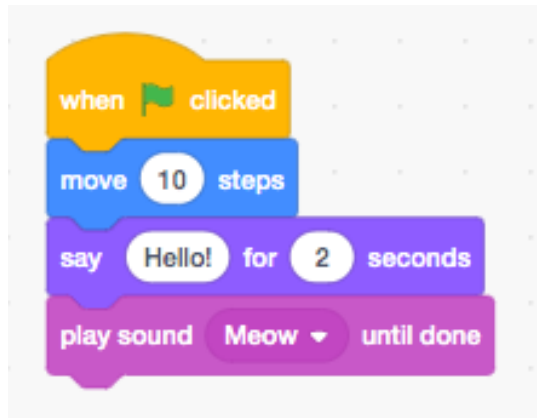 when clicked
move 10 steps
say Hello! for 2 seconds
play sound Meow until done